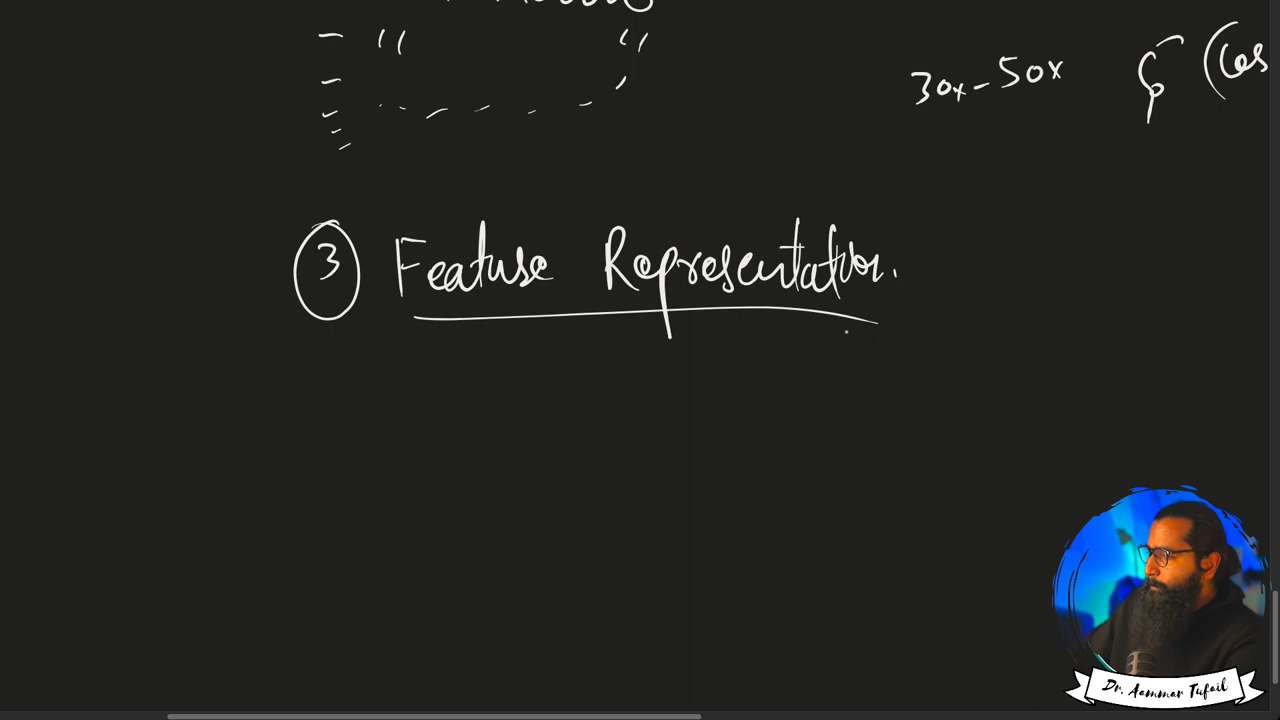 " "
30x - 50x
3 Feature Representation.
Dr. Aammar Tufail